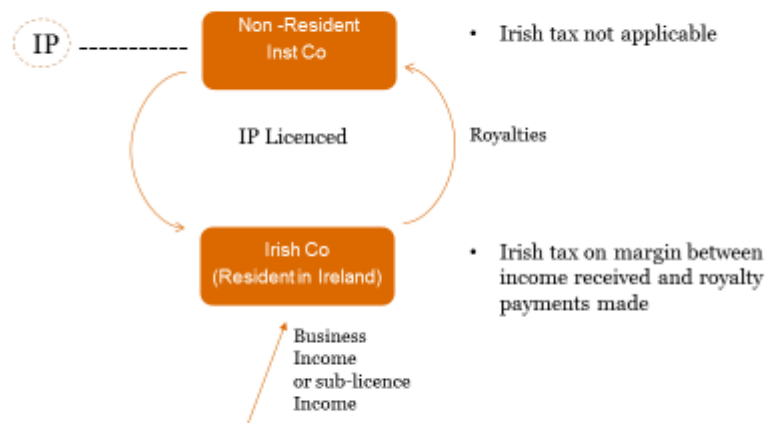 IP
Non -Resident
Inst Co
• Irish tax not applicable
IP Licenced
Royalties
Irish Co
(Resident in Ireland)
• Irish tax on margin between
income received and royalty
payments made
Business
Income
or sub-licence
Income